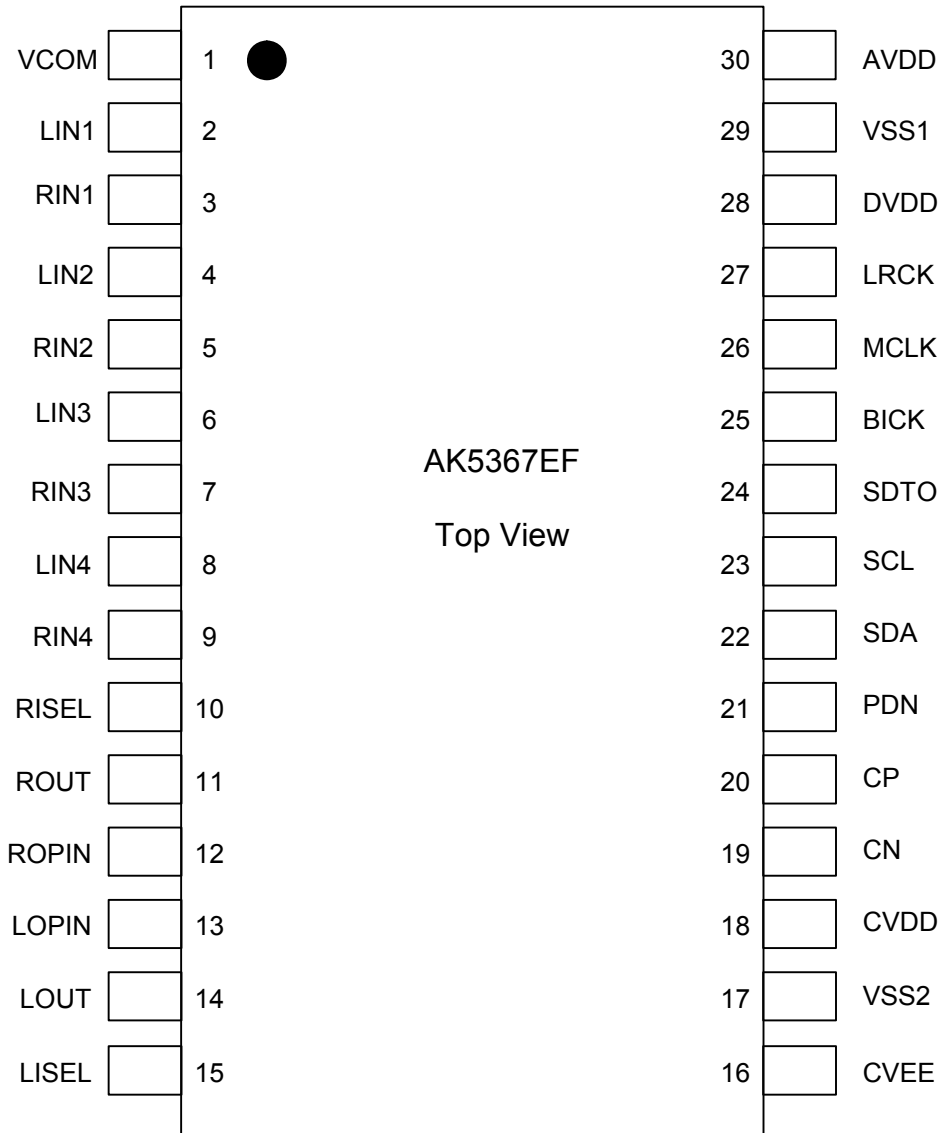 VCOM 1 30 AVDD
LIN1 2 29 VSS1
RIN1 3 28 DVDD
LIN2 4 27 LRCK
RIN2 5 26 MCLK
LIN3 6 25 BICK
AK5367EF
RIN3 7 24 SDTO
Top View
LIN4 8 23 SCL
RIN4 9 22 SDA
RISEL 10 21 PDN
ROUT 11 20 CP
ROPIN 12 19 CN
LOPIN 13 18 CVDD
LOUT 14 17 VSS2
LISEL 15 16 CVEE